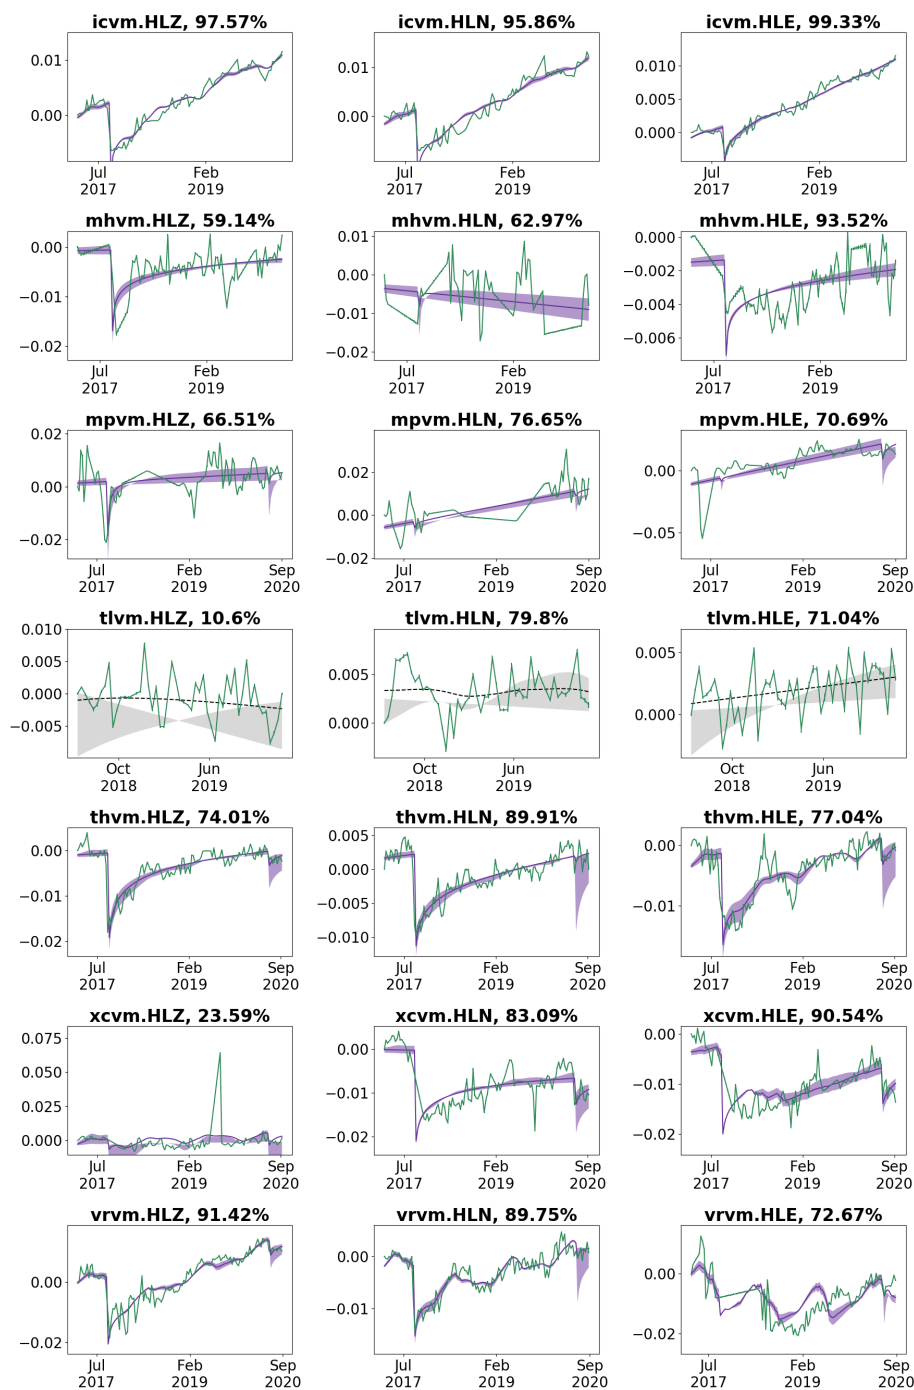 icvm.HLZ, 97.57%
0.01
0.00
Jul
2017
Feb
2019
icvm.HLN, 95.86%
0.01
0.00
Jul
2017
Feb
2019
icvm.HLE, 99.33%
0.010
0.005
0.000
Jul
2017
Feb
2019
mhvm.HLZ, 59.14%
0.00
−0.01
−0.02
Jul
2017
Feb
2019
mhvm.HLN, 62.97%
0.01
0.00
−0.01
−0.02
Jul
2017
Feb
2019
mhvm.HLE, 93.52%
0.000
−0.002
−0.004
−0.006
Jul
2017
Feb
2019
mpvm.HLZ, 66.51%
0.02
0.00
−0.02
Jul
2017
Feb
2019
Sep
2020
mpvm.HLN, 76.65%
0.02
0.00
−0.02
Jul
2017
Feb
2019
Sep
2020
mpvm.HLE, 70.69%
0.00
−0.05
Jul
2017
Feb
2019
Sep
2020
tlvm.HLZ, 10.6%
0.010
0.005
0.000
−0.005
Oct
2018
Jun
2019
tlvm.HLN, 79.8%
0.005
0.000
Oct
2018
Jun
2019
tlvm.HLE, 71.04%
0.005
0.000
Oct
2018
Jun
2019
thvm.HLZ, 74.01%
0.00
−0.01
−0.02
Jul
2017
Feb
2019
Sep
2020
thvm.HLN, 89.91%
0.005
0.000
−0.005
−0.010
Jul
2017
Feb
2019
Sep
2020
thvm.HLE, 77.04%
0.00
−0.01
Jul
2017
Feb
2019
Sep
2020
xcvm.HLZ, 23.59%
0.075
0.050
0.025
0.000
Jul
2017
Feb
2019
Sep
2020
xcvm.HLN, 83.09%
0.00
−0.01
−0.02
Jul
2017
Feb
2019
Sep
2020
xcvm.HLE, 90.54%
0.00
−0.01
−0.02
Jul
2017
Feb
2019
Sep
2020
vrvm.HLZ, 91.42%
0.00
−0.02
Jul
2017
Feb
2019
Sep
2020
vrvm.HLN, 89.75%
0.00
−0.01
Jul
2017
Feb
2019
Sep
2020
vrvm.HLE, 72.67%
0.00
−0.02
Jul
2017
Feb
2019
Sep
2020